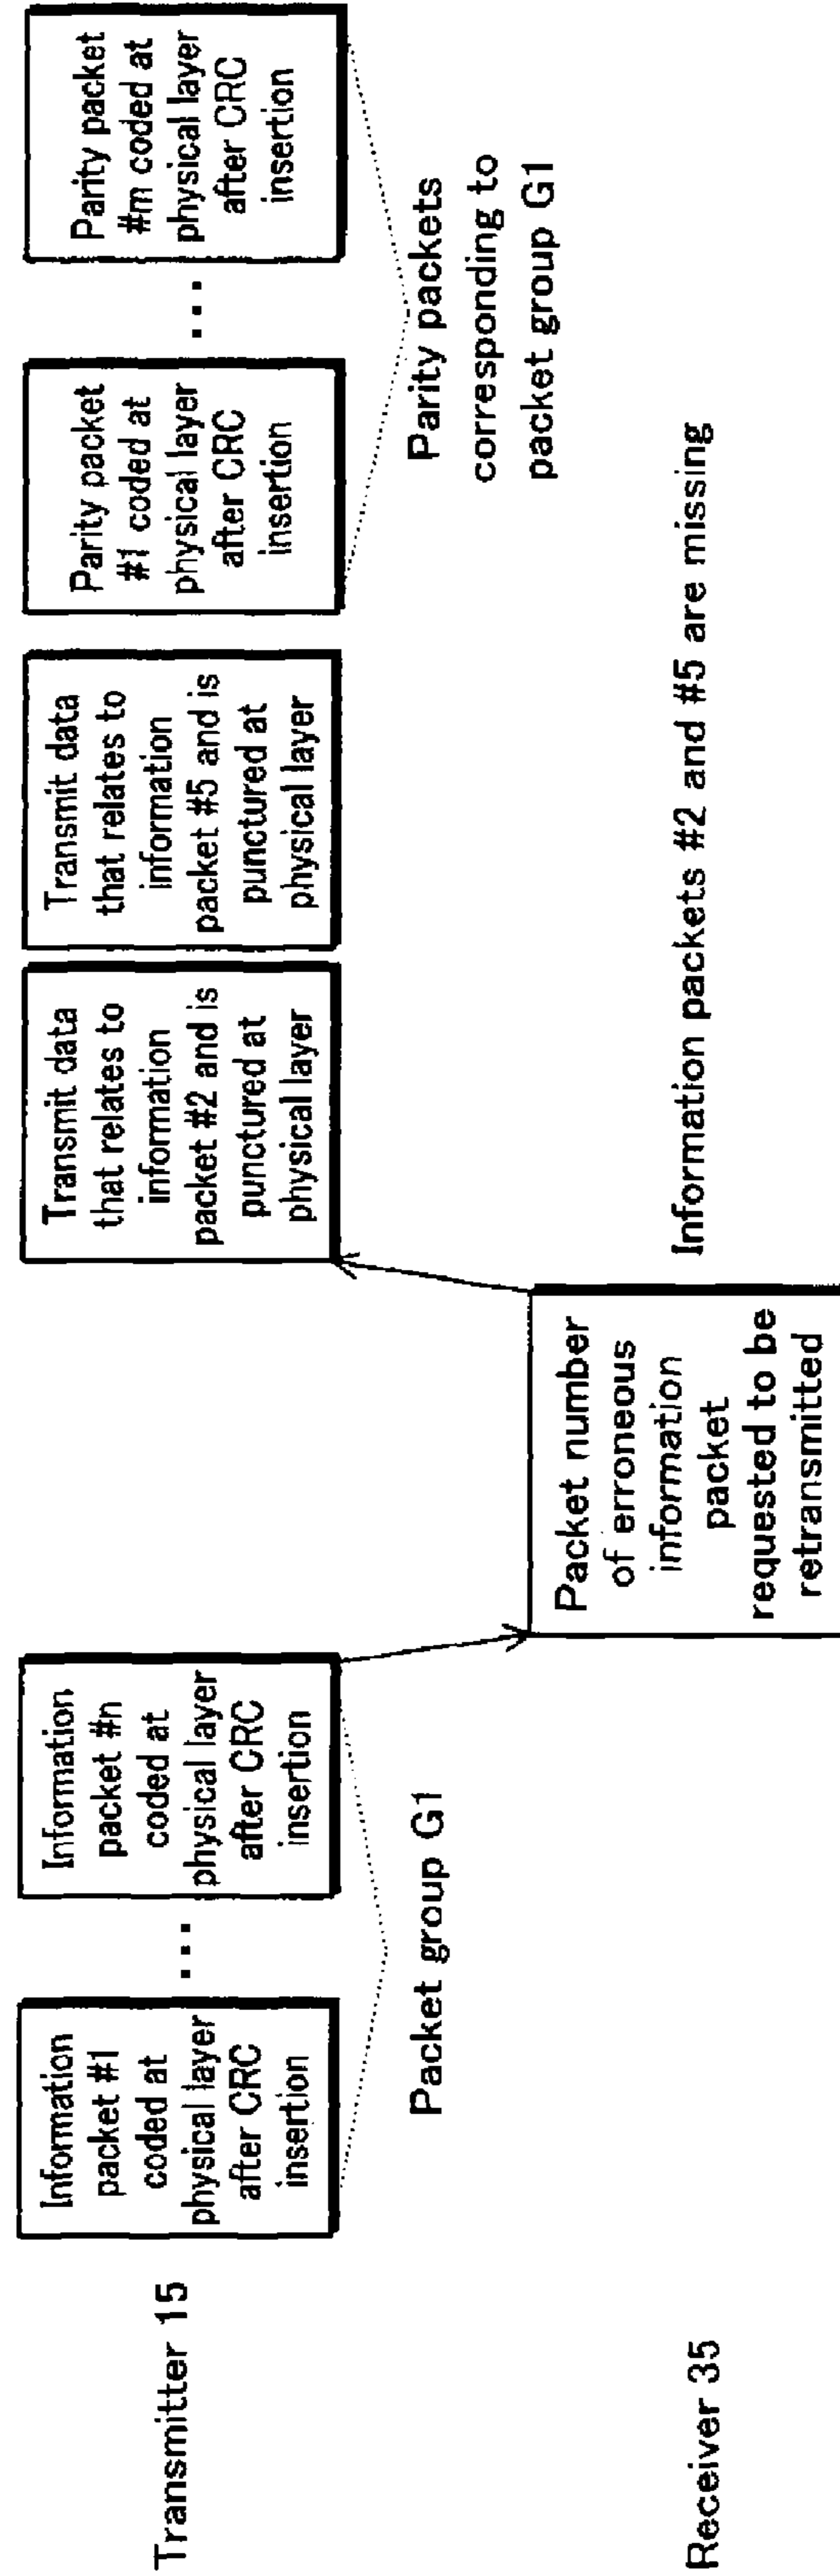 Transmitter 15
Information
packet #1
coded at
physical layer
after CRC
insertion
...
Information
packet #n
coded at
physical layer
after CRC
insertion
Packet group G1
Transmit data
that relates to
information
packet #2 and is
punctured at
physical layer
Transmit data
that relates to
information
packet #5 and is
punctured at
physical layer
Parity packet
#1 coded at
physical layer
after CRC
insertion
...
Parity packet
#m coded at
physical layer
after CRC
insertion
Parity packets
corresponding to
packet group G1
Receiver 35
Packet number
of erroneous
information
packet
requested to be
retransmitted
Information packets #2 and #5 are missing